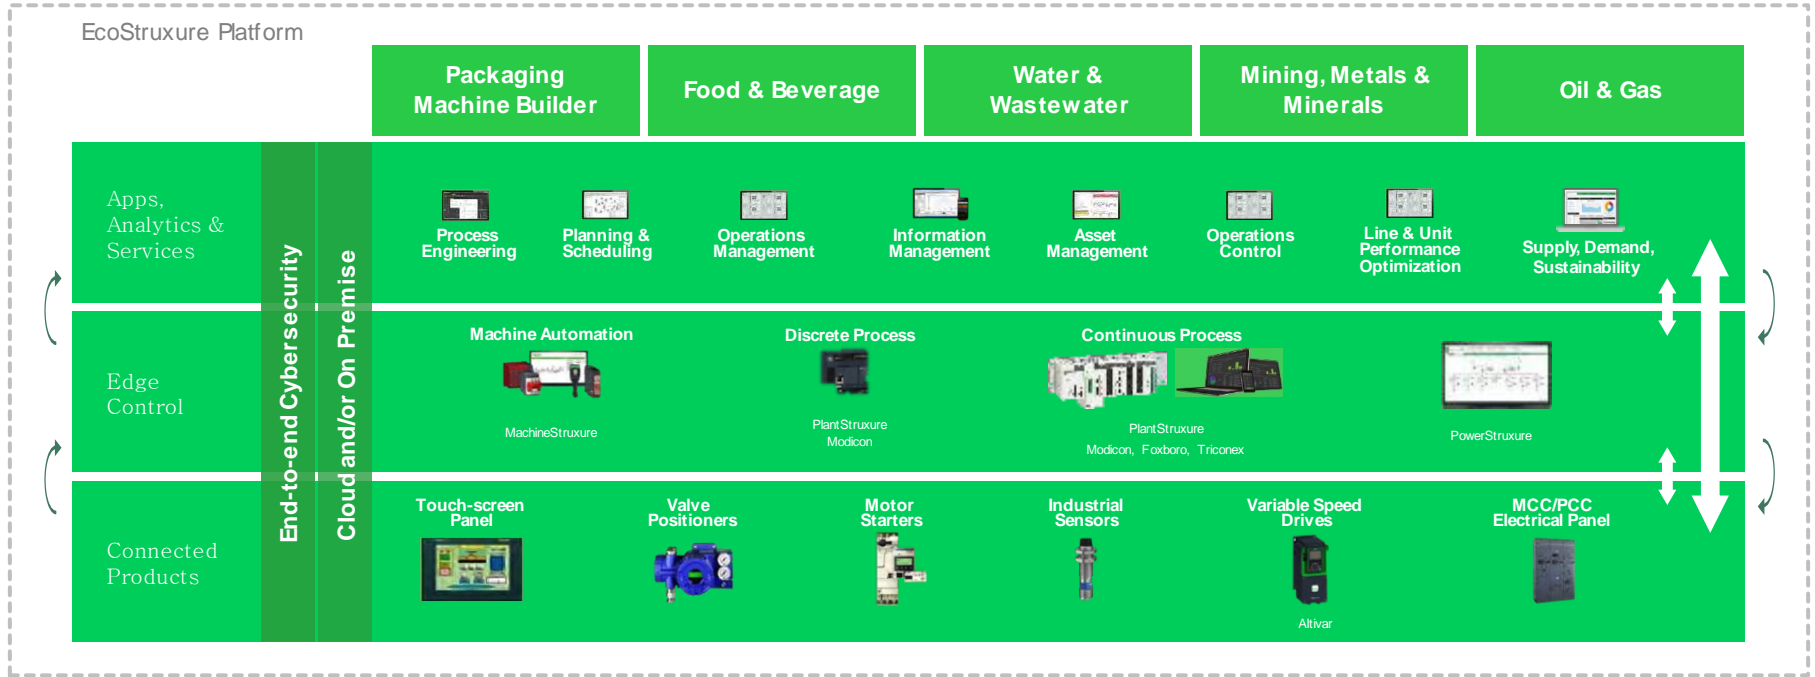 EcoStruxure Platform
Packaging
Machine Builder
Food & Beverage
Water &
Wastewater
Mining, Metals &
Minerals
Oil & Gas
Apps,
Analytics &
Services
End-to-end Cybersecurity
Cloud and/or On Premise
Process
Engineering
Planning &
Scheduling
Operations
Management
Information
Management
Asset
Management
Operations
Control
Line & Unit
Performance
Optimization
Supply, Demand,
Sustainability
Edge
Control
Machine Automation
MachineStruxure
Discrete Process
PlantStruxure
Modicon
Continuous Process
PlantStruxure
Modicon, Foxboro, Triconex
PowerStruxure
Connected
Products
Touch-screen
Panel
Valve
Positioners
Motor
Starters
Industrial
Sensors
Variable Speed
Drives
Altivar
MCC/PCC
Electrical Panel